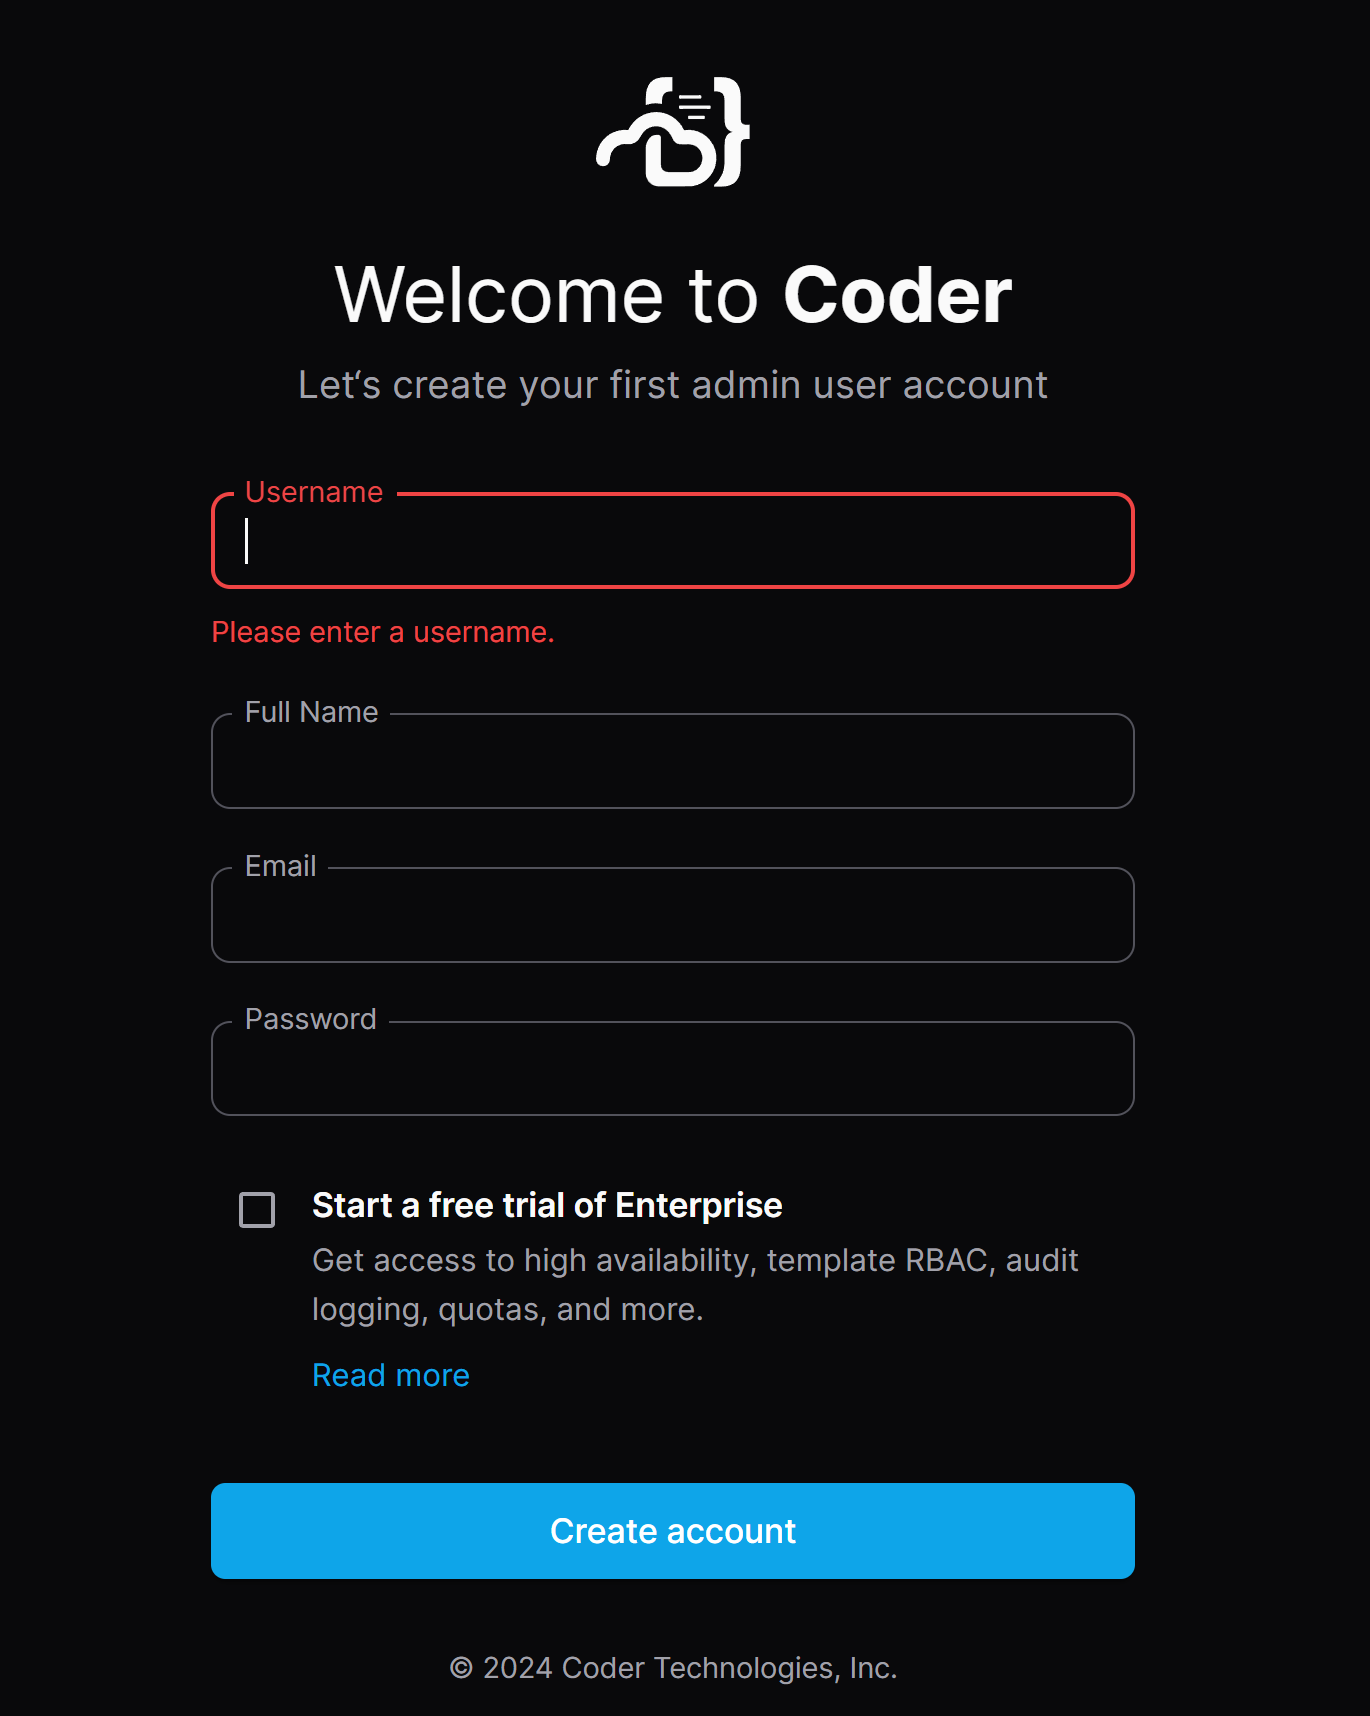 Welcome to Coder
Let‘s create your first admin user account
Username
Please enter a username.
Full Name
Email
Password
Start a free trial of Enterprise
Get access to high availability, template RBAC, audit
logging, quotas, and more.
Read more
Create account
© 2024 Coder Technologies, Inc.